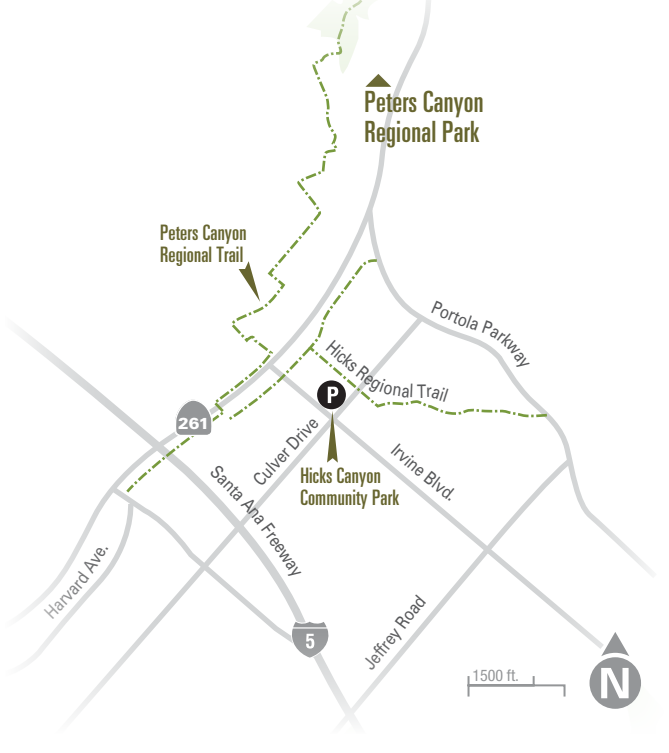 Peters Canyon
Regional Park
Peters Canyon
Regional Trail
Portola Parkway
Hicks Regional Trail
P
261
Culver Drive
Irvine Blvd.
Hicks Canyon
Community Park
Santa Ana Freeway
Harvard Ave.
Jeffrey Road
5
1500 ft.
N